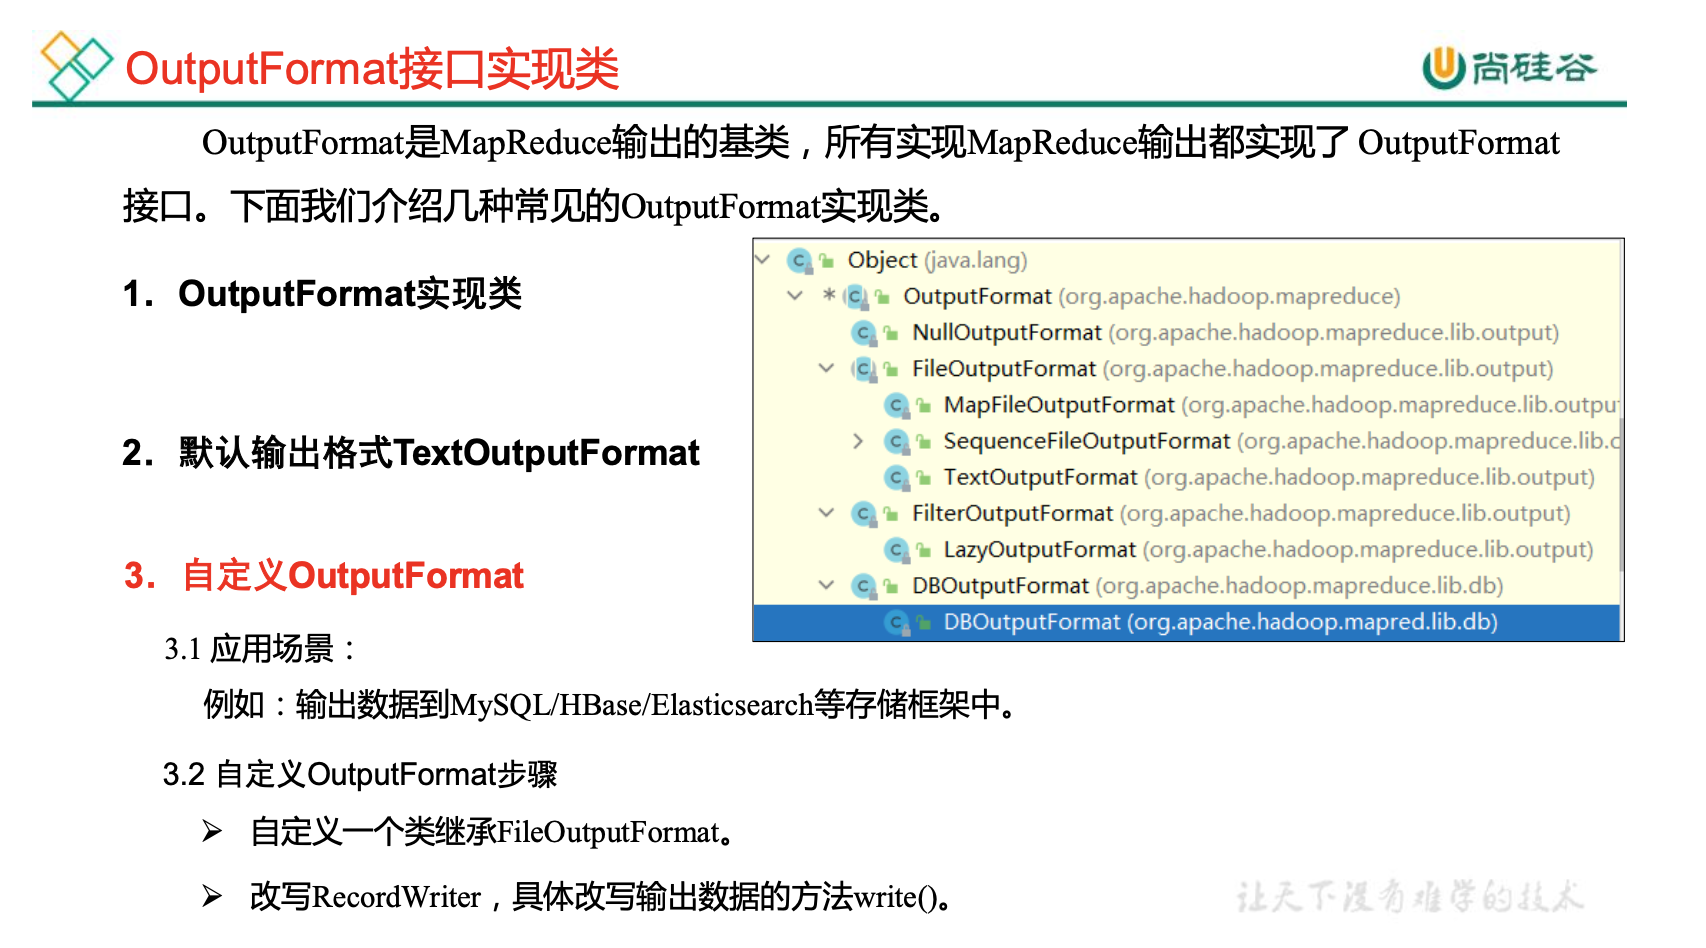 OutputFormat接口实现类
尚硅谷
OutputFormat是MapReduce输出的基类，所有实现MapReduce输出都实现了 OutputFormat
接口。下面我们介绍几种常见的OutputFormat实现类。
1．OutputFormat实现类
2．默认输出格式TextOutputFormat
3．自定义OutputFormat
3.1 应用场景：
例如：输出数据到MySQL/HBase/Elasticsearch等存储框架中。
3.2 自定义OutputFormat步骤
➢ 自定义一个类继承FileOutputFormat。
➢ 改写RecordWriter，具体改写输出数据的方法write()。
Object (java.lang)
OutputFormat (org.apache.hadoop.mapreduce)
NullOutputFormat (org.apache.hadoop.mapreduce.lib.output)
FileOutputFormat (org.apache.hadoop.mapreduce.lib.output)
MapFileOutputFormat (org.apache.hadoop.mapreduce.lib.outpu
SequenceFileOutputFormat (org.apache.hadoop.mapreduce.lib.
TextOutputFormat (org.apache.hadoop.mapreduce.lib.output)
FilterOutputFormat (org.apache.hadoop.mapreduce.lib.output)
LazyOutputFormat (org.apache.hadoop.mapreduce.lib.output)
DBOutputFormat (org.apache.hadoop.mapreduce.lib.db)
DBOutputFormat (org.apache.hadoop.mapred.lib.db)
让天下没有难学的技术